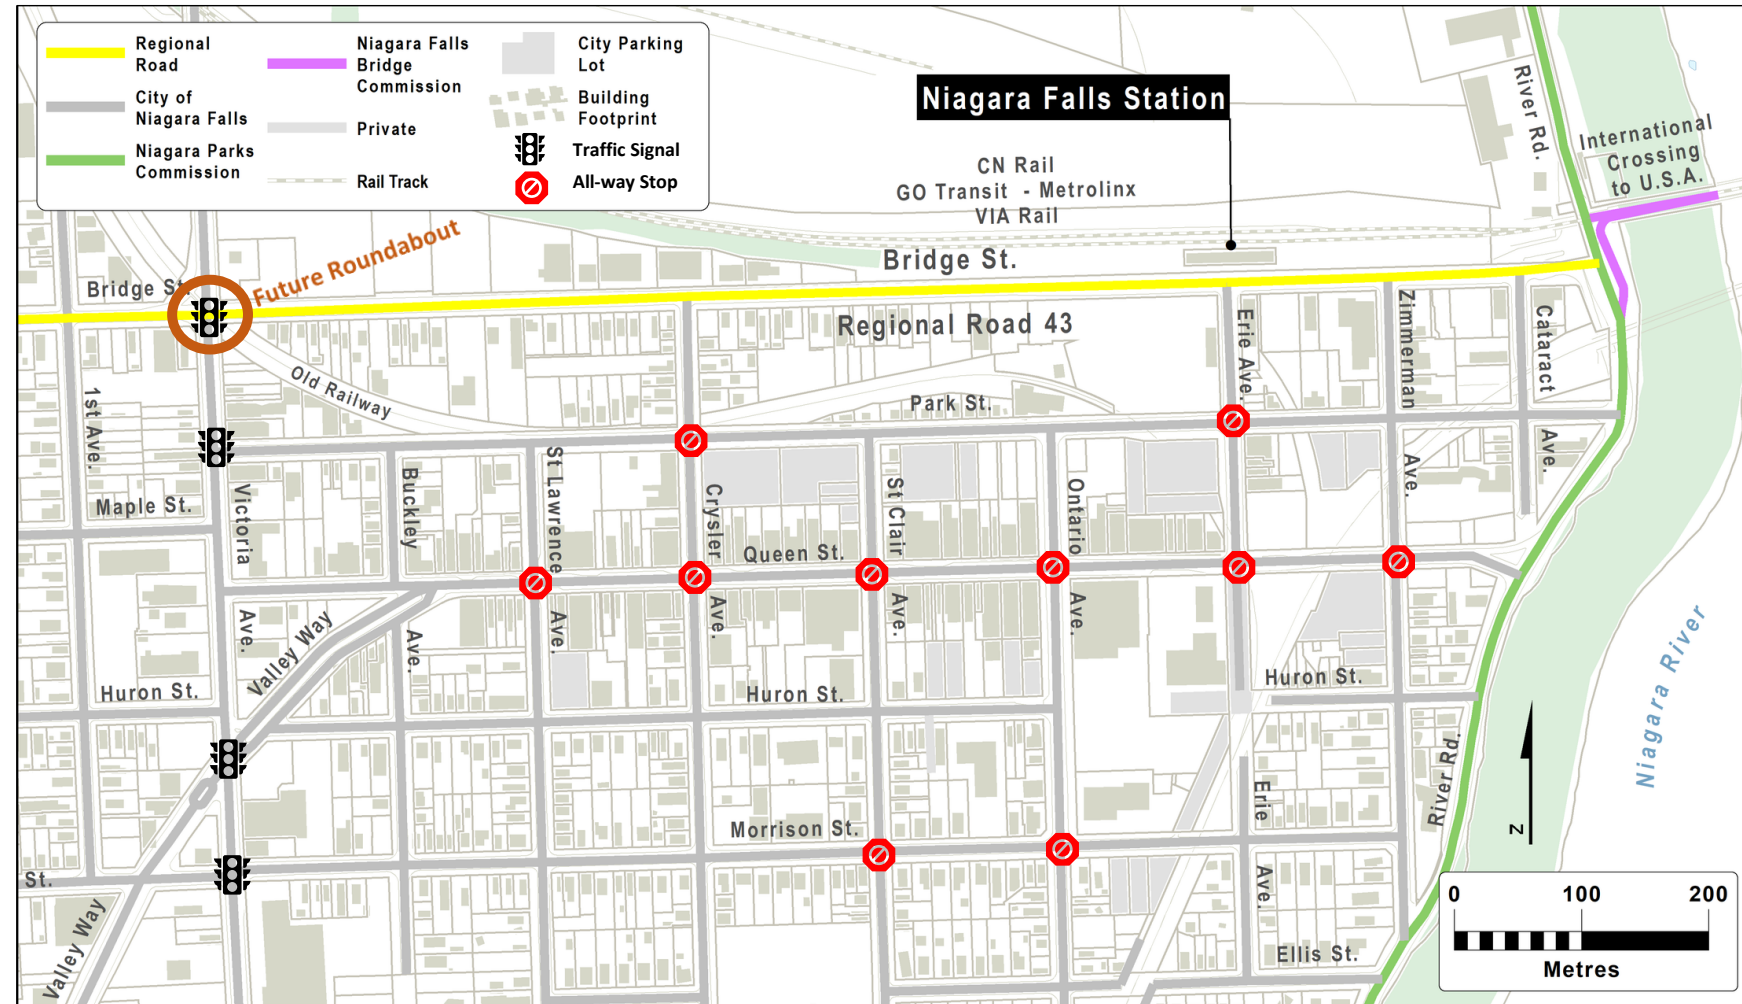 Regional
Road
City of
Niagara Falls
Niagara Parks
Commission
Niagara Falls
Bridge
Commission
Private
Rail Track
City Parking
Lot
Building
Footprint
Traffic Signal
All-way Stop
Niagara Falls Station
CN Rail
GO Transit - Metrolinx
VIA Rail
River Rd.
International
Crossing
to U.S.A.
Bridge St.
Future Roundabout
Bridge St.
Regional Road 43
Old Railway
Park St.
1st Ave.
Maple St.
Victoria
Ave.
Buckley
Ave.
St Lawrence
Ave.
Crysler
Ave.
St Clair
Ave.
Ontario
Ave.
Erie Ave.
Zimmerman
Ave.
Cataract
Ave.
Queen St.
Valley Way
Huron St.
Huron St.
Huron St.
Niagara River
River Rd.
Erie
Ave.
Morrison St.
St.
Valley Way
Ellis St.
N
0 100 200
Metres